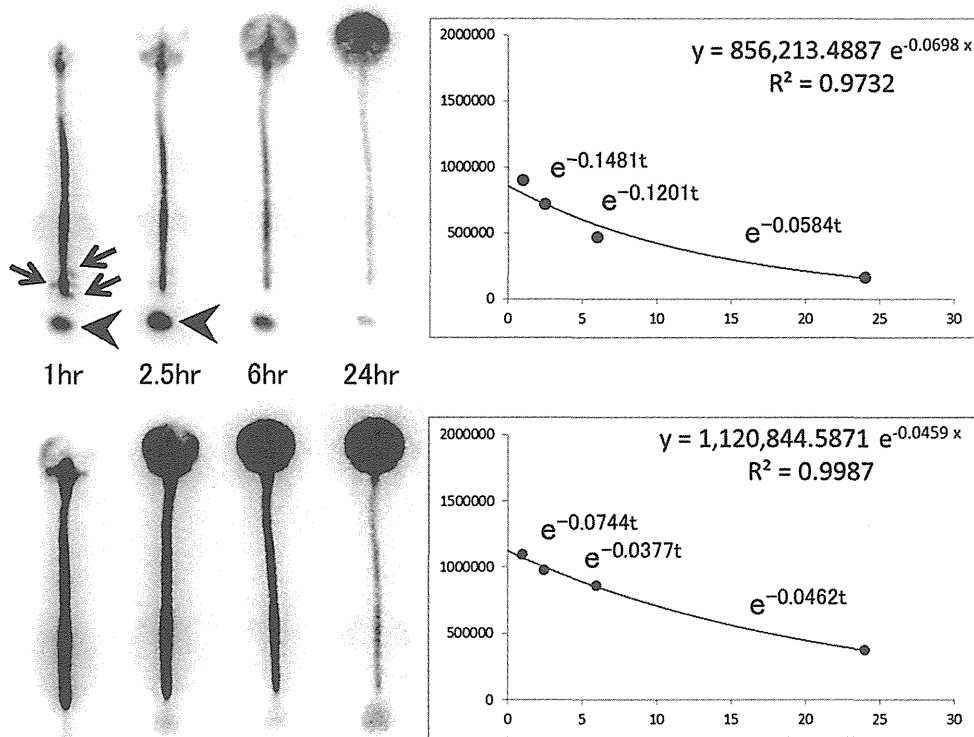 y = 856,213.4887 e^-0.0698 x
R² = 0.9732
2000000
1500000
1000000
500000
0
e^-0.1481t
e^-0.1201t
e^-0.0584t
0 5 10 15 20 25 30
1hr 2.5hr 6hr 24hr
y = 1,120,844.5871 e^-0.0459 x
R² = 0.9987
2000000
1500000
1000000
500000
0
e^-0.0744t
e^-0.0377t
e^-0.0462t
0 5 10 15 20 25 30